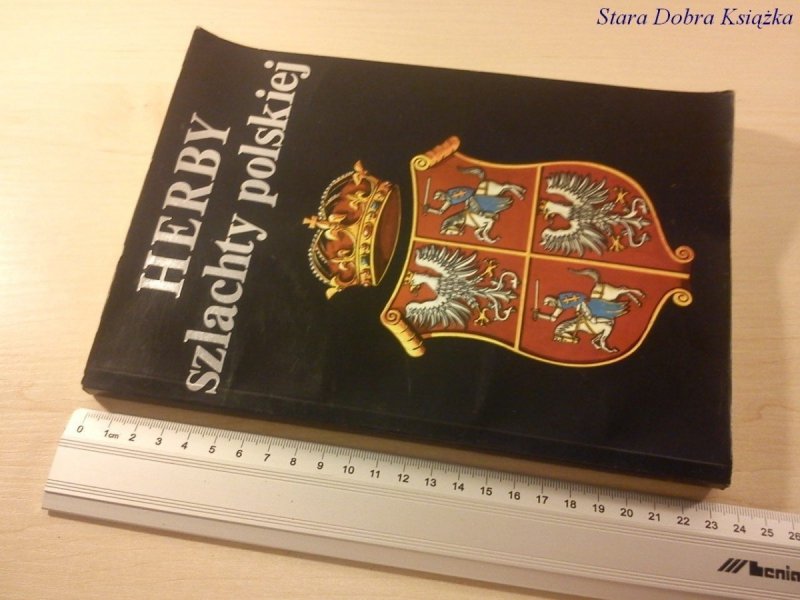 Stara Dobra Książka
HERBY
szlachty polskiej
0 1cm 2 3 4 5 6 7 8 9 10 11 12 13 14 15 16 17 18 19 20 21 22 23 24 25 26